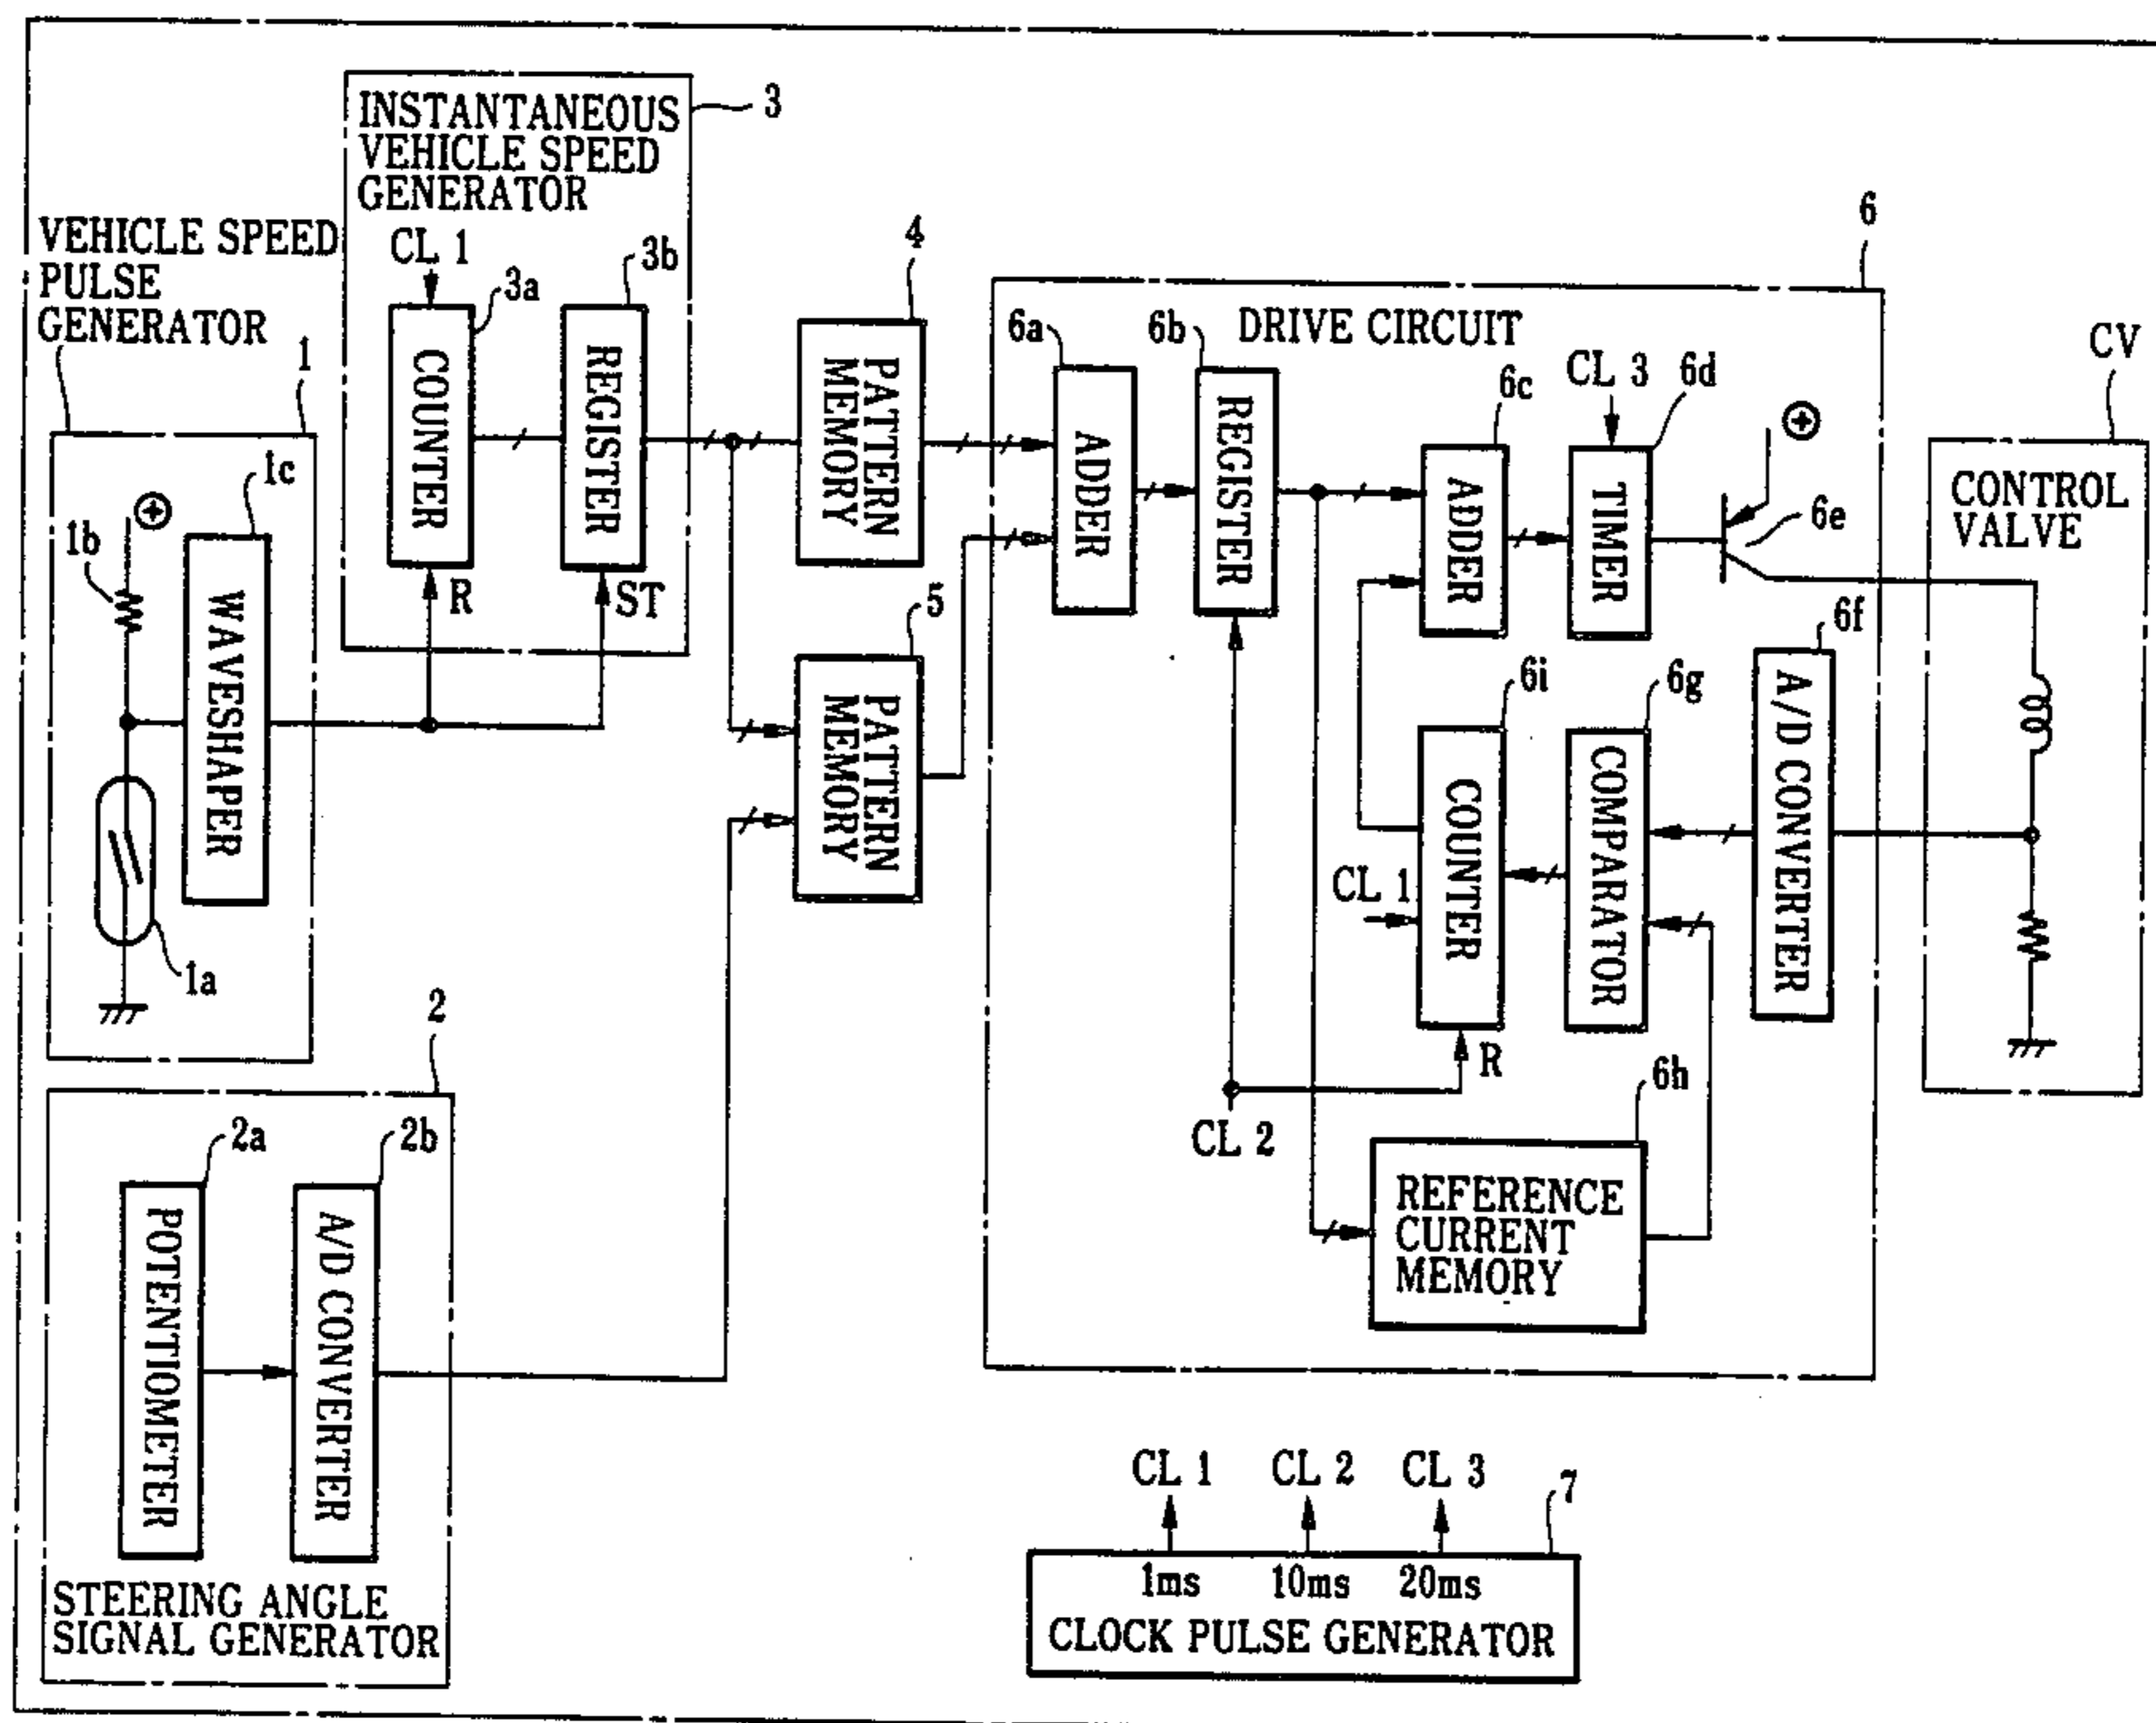 INSTANTANEOUS
VEHICLE SPEED
GENERATOR
3
VEHICLE SPEED
PULSE
GENERATOR
1
CL 1
3a
3b
COUNTER
REGISTER
R
ST
1b
1c
WAVESHAPER
1a
4
PATTERN
MEMORY
5
PATTERN
MEMORY
6
DRIVE CIRCUIT
6a
ADDER
6b
REGISTER
6c
ADDER
CL 3
6d
TIMER
6e
6f
A/D CONVERTER
6g
COMPARATOR
6i
COUNTER
CL 1
R
CL 2
6h
REFERENCE
CURRENT
MEMORY
CV
CONTROL
VALVE
2
2a
POTENTIOMETER
2b
A/D CONVERTER
STEERING ANGLE
SIGNAL GENERATOR
CL 1 CL 2 CL 3
7
1ms 10ms 20ms
CLOCK PULSE GENERATOR